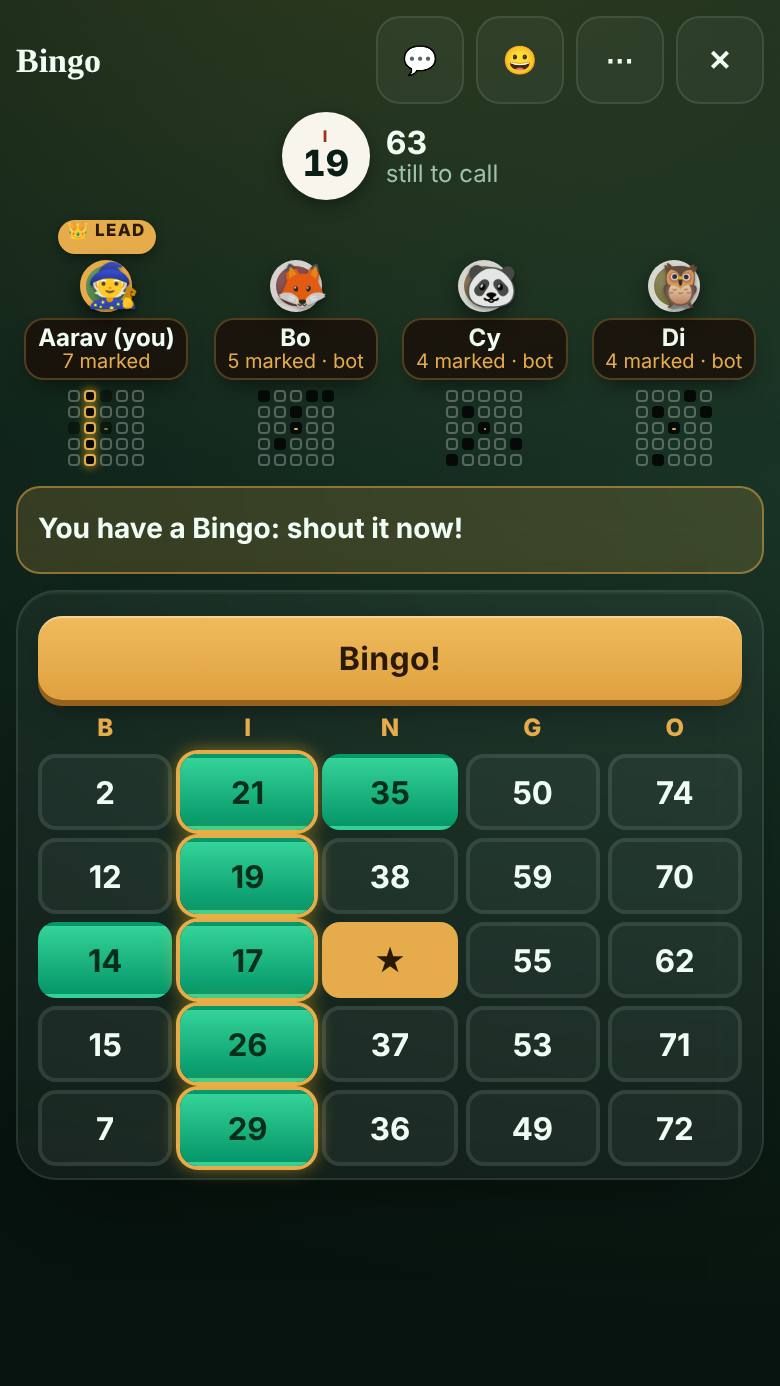 Bingo
I
19
63
still to call
LEAD
Aarav (you)
7 marked
Bo
5 marked · bot
Cy
4 marked · bot
Di
4 marked · bot
You have a Bingo: shout it now!
Bingo!
B I N G O
2 21 35 50 74
12 19 38 59 70
14 17 ★ 55 62
15 26 37 53 71
7 29 36 49 72